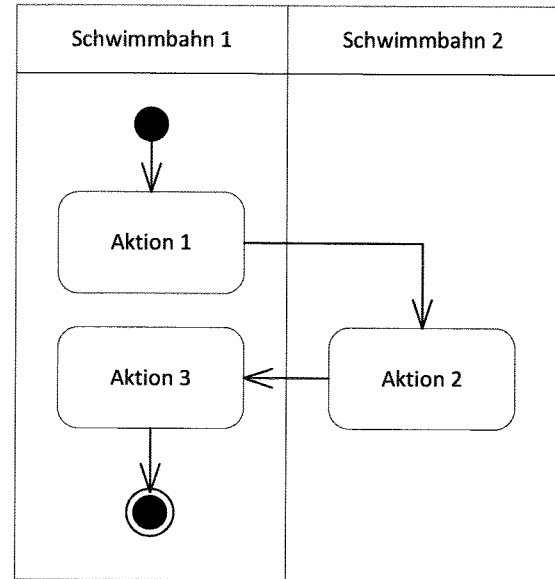 Schwimmbahn 1
Schwimmbahn 2
Aktion 1
Aktion 3
Aktion 2